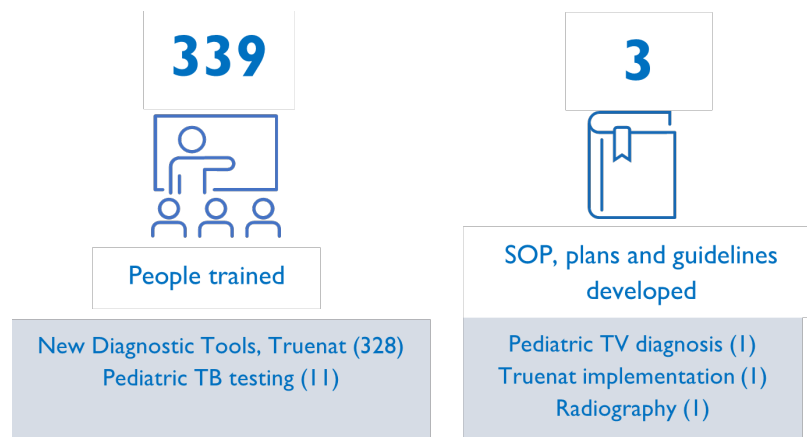 339
People trained
New Diagnostic Tools, Truenat (328)
Pediatric TB testing (11)
3
SOP, plans and guidelines
developed
Pediatric TV diagnosis (1)
Truenat implementation (1)
Radiography (1)